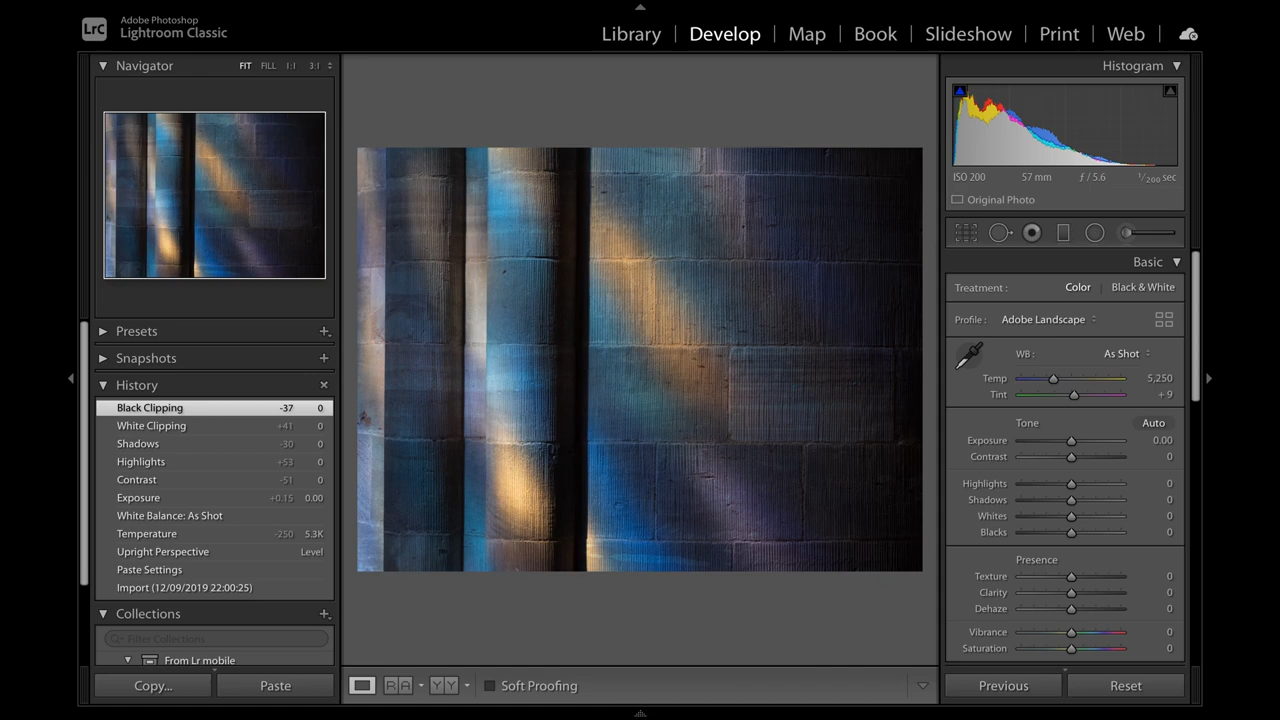 LrC
Adobe Photoshop
Lightroom Classic
Library | Develop | Map | Book | Slideshow | Print | Web
Navigator FIT FILL 1:1 3:1
Presets
Snapshots
History
Black Clipping -37 0
White Clipping +41 0
Shadows -30 0
Highlights +53 0
Contrast -51 0
Exposure +0.15 0.00
White Balance: As Shot
Temperature -250 5.3K
Upright Perspective Level
Paste Settings
Import (12/09/2019 22:00:25)
Collections
Filter Collections
From Lr mobile
Copy... Paste
R A Y Y Soft Proofing
Histogram
ISO 200 57 mm ƒ / 5.6 1/200 sec
Original Photo
Basic
Treatment : Color | Black & White
Profile : Adobe Landscape
WB : As Shot
Temp 5,250
Tint + 9
Tone Auto
Exposure 0.00
Contrast 0
Highlights 0
Shadows 0
Whites 0
Blacks 0
Presence
Texture 0
Clarity 0
Dehaze 0
Vibrance 0
Saturation 0
Previous Reset